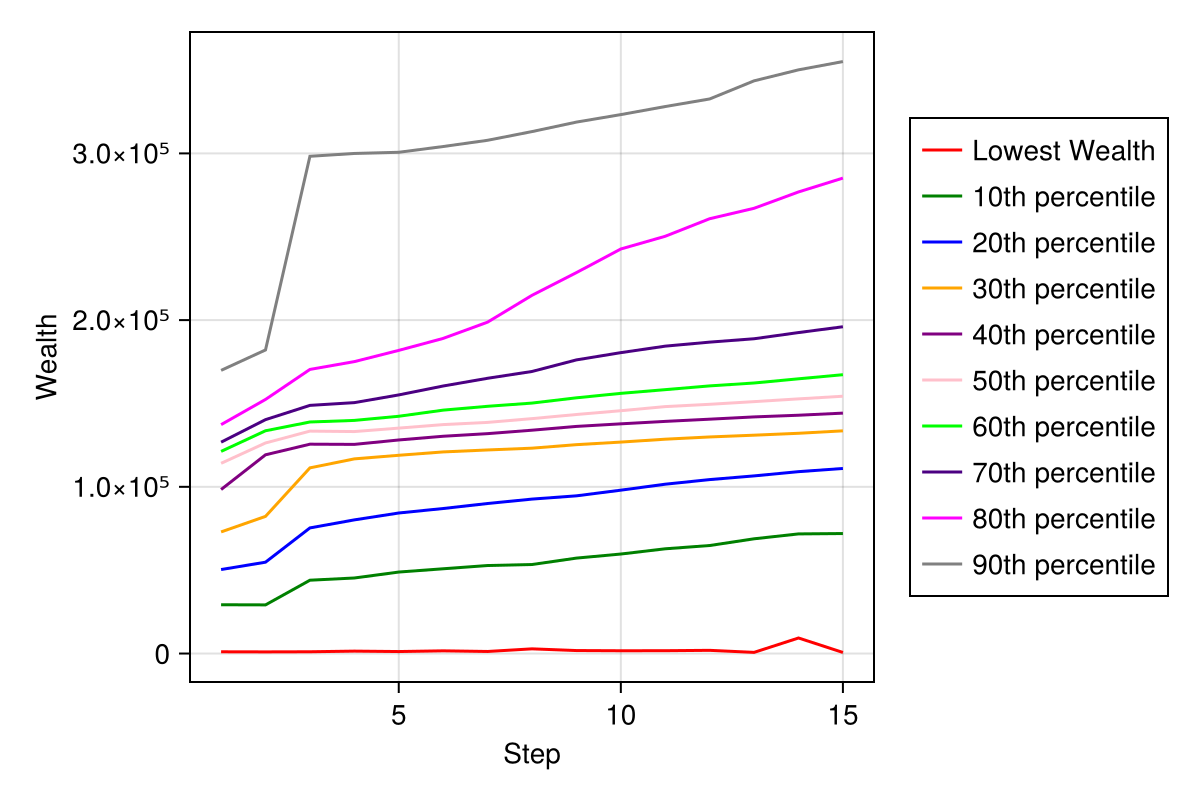 3.0×10⁵
2.0×10⁵
1.0×10⁵
0
Wealth
5
10
15
Step
Lowest Wealth
10th percentile
20th percentile
30th percentile
40th percentile
50th percentile
60th percentile
70th percentile
80th percentile
90th percentile